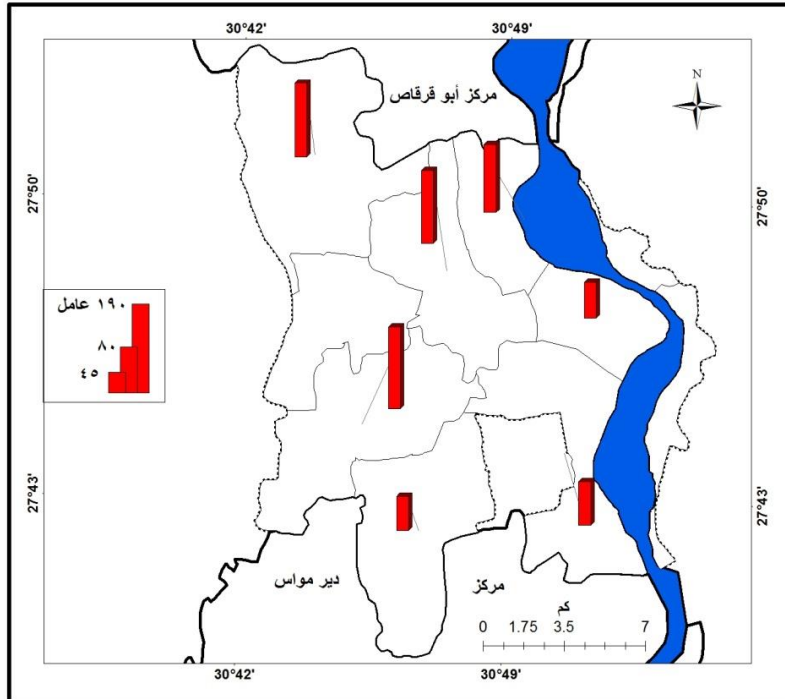 30°42' 30°49'
N
مركز أبو قرقاص
27°50' 27°50'
١٩٠ عامل
٨٠
٤٥
27°43' 27°43'
مركز دير مواس
كم
0 1.75 3.5 7
30°42' 30°49'